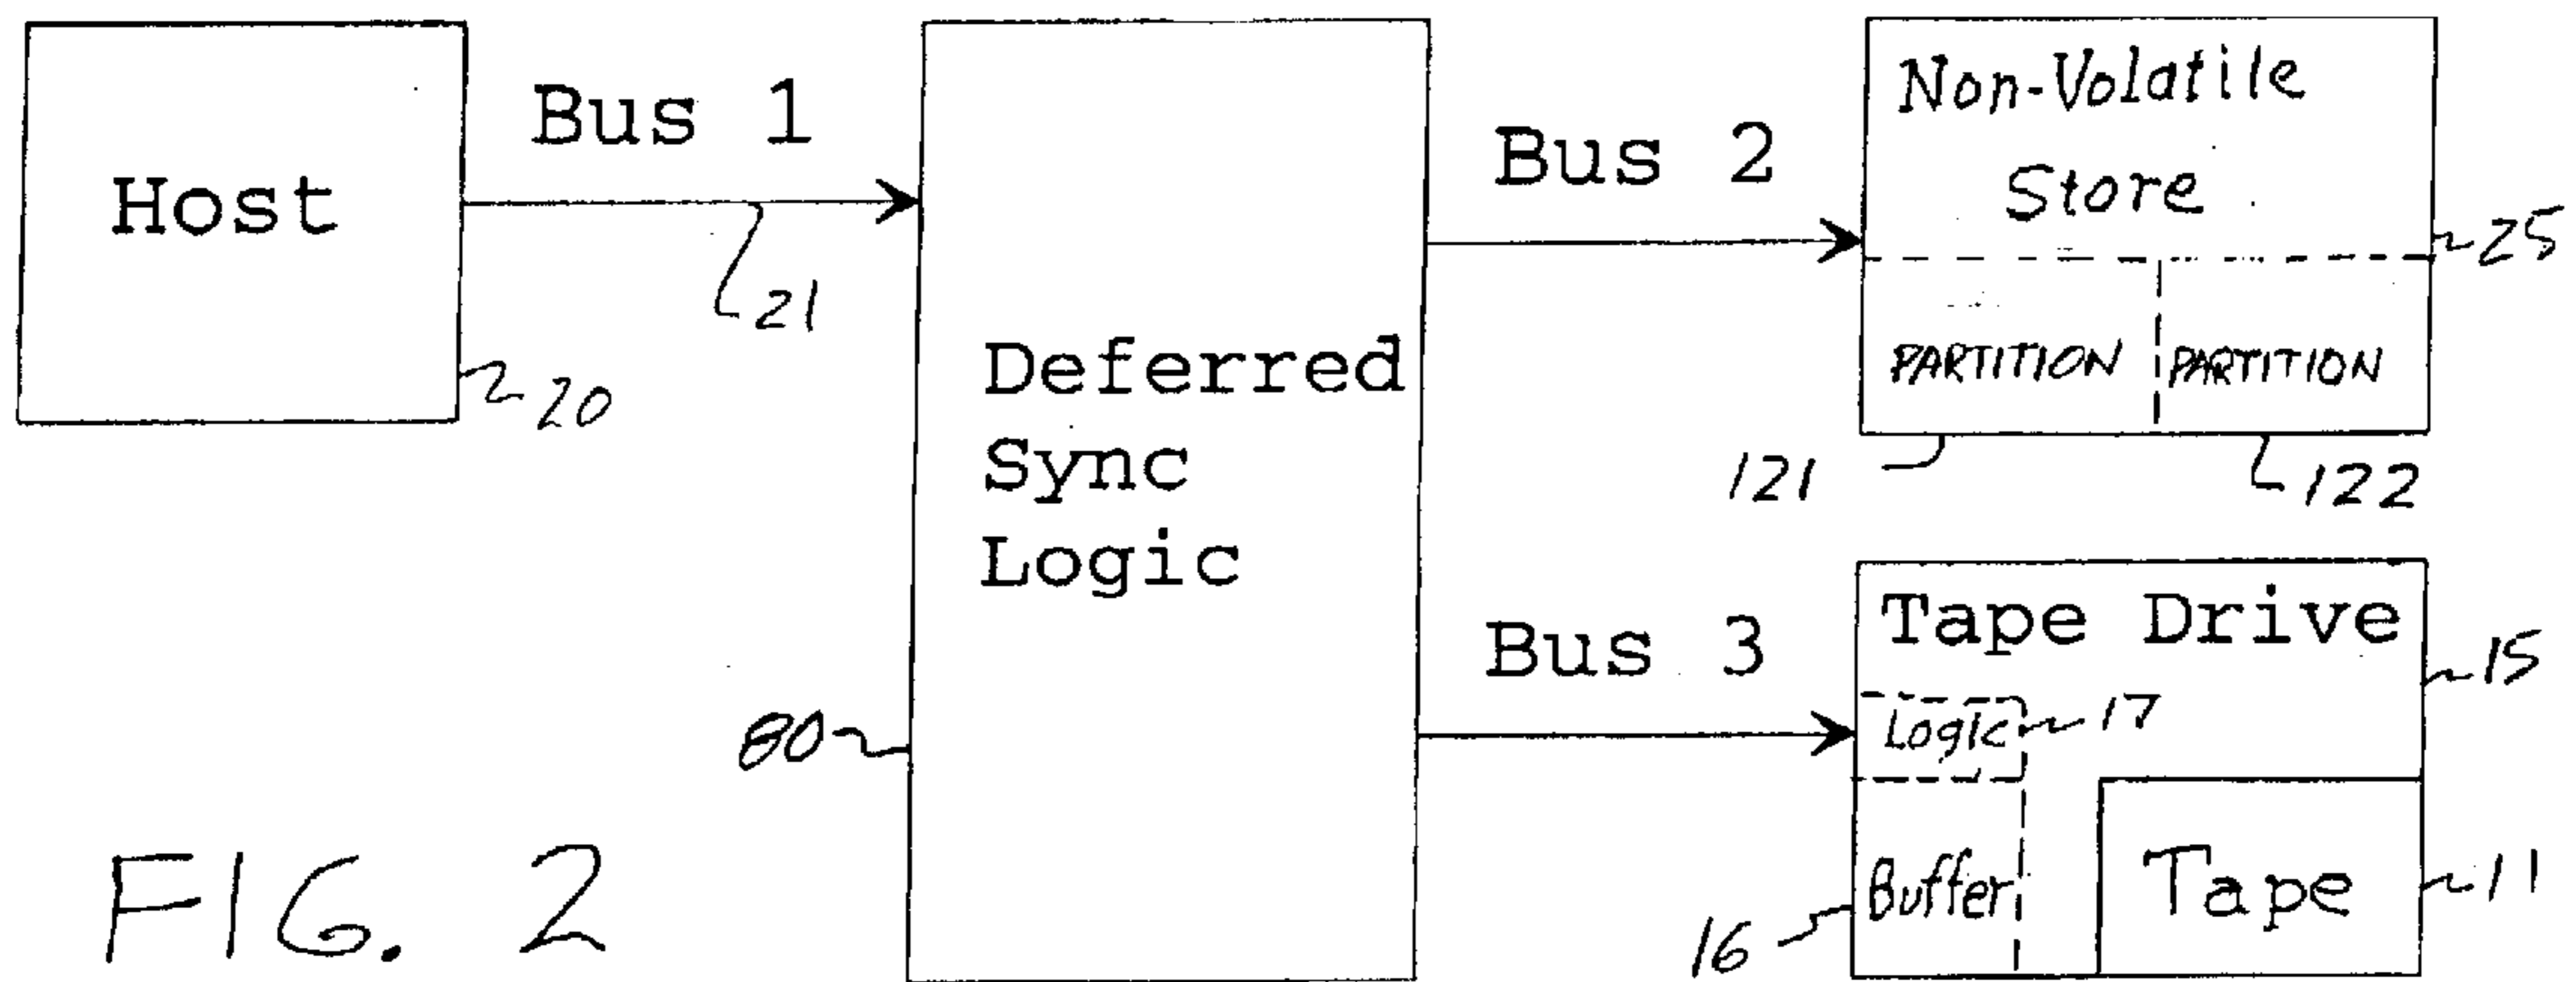 Host
20
Bus 1
21
Deferred
Sync
Logic
80
Bus 2
Non-Volatile
Store
25
PARTITION
PARTITION
121
122
Bus 3
Tape Drive
15
Logic
17
Buffer
16
Tape
11
FIG. 2